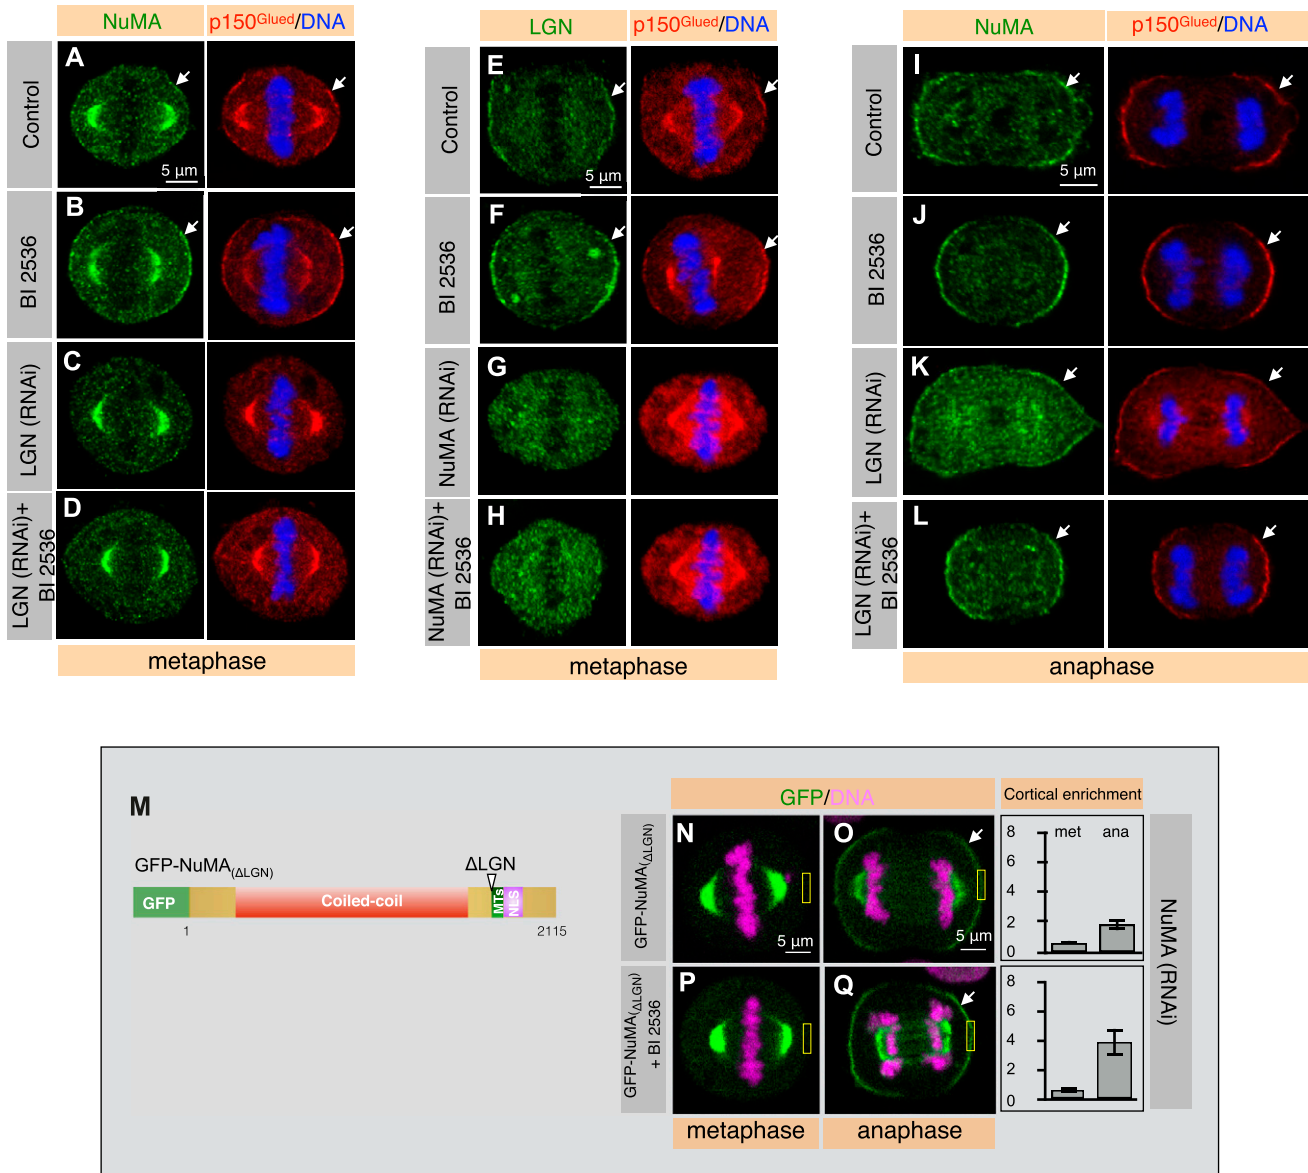 NuMA
p150Glued/DNA
A
Control
5 µm
B
BI 2536
C
LGN (RNAi)
D
LGN (RNAi)+
BI 2536
metaphase
LGN
p150Glued/DNA
E
Control
5 µm
F
BI 2536
G
NuMA (RNAi)
H
NuMA (RNAi)+
BI 2536
metaphase
NuMA
p150Glued/DNA
I
Control
5 µm
J
BI 2536
K
LGN (RNAi)
L
LGN (RNAi)+
BI 2536
anaphase
M
GFP-NuMA(ΔLGN)
ΔLGN
GFP
Coiled-coil
MTs
NLS
1
2115
GFP/DNA
Cortical enrichment
GFP-NuMA(ΔLGN)
N
5 µm
O
5 µm
met
ana
8
6
4
2
0
GFP-NuMA(ΔLGN)
+ BI 2536
P
Q
8
6
4
2
0
NuMA (RNAi)
metaphase
anaphase